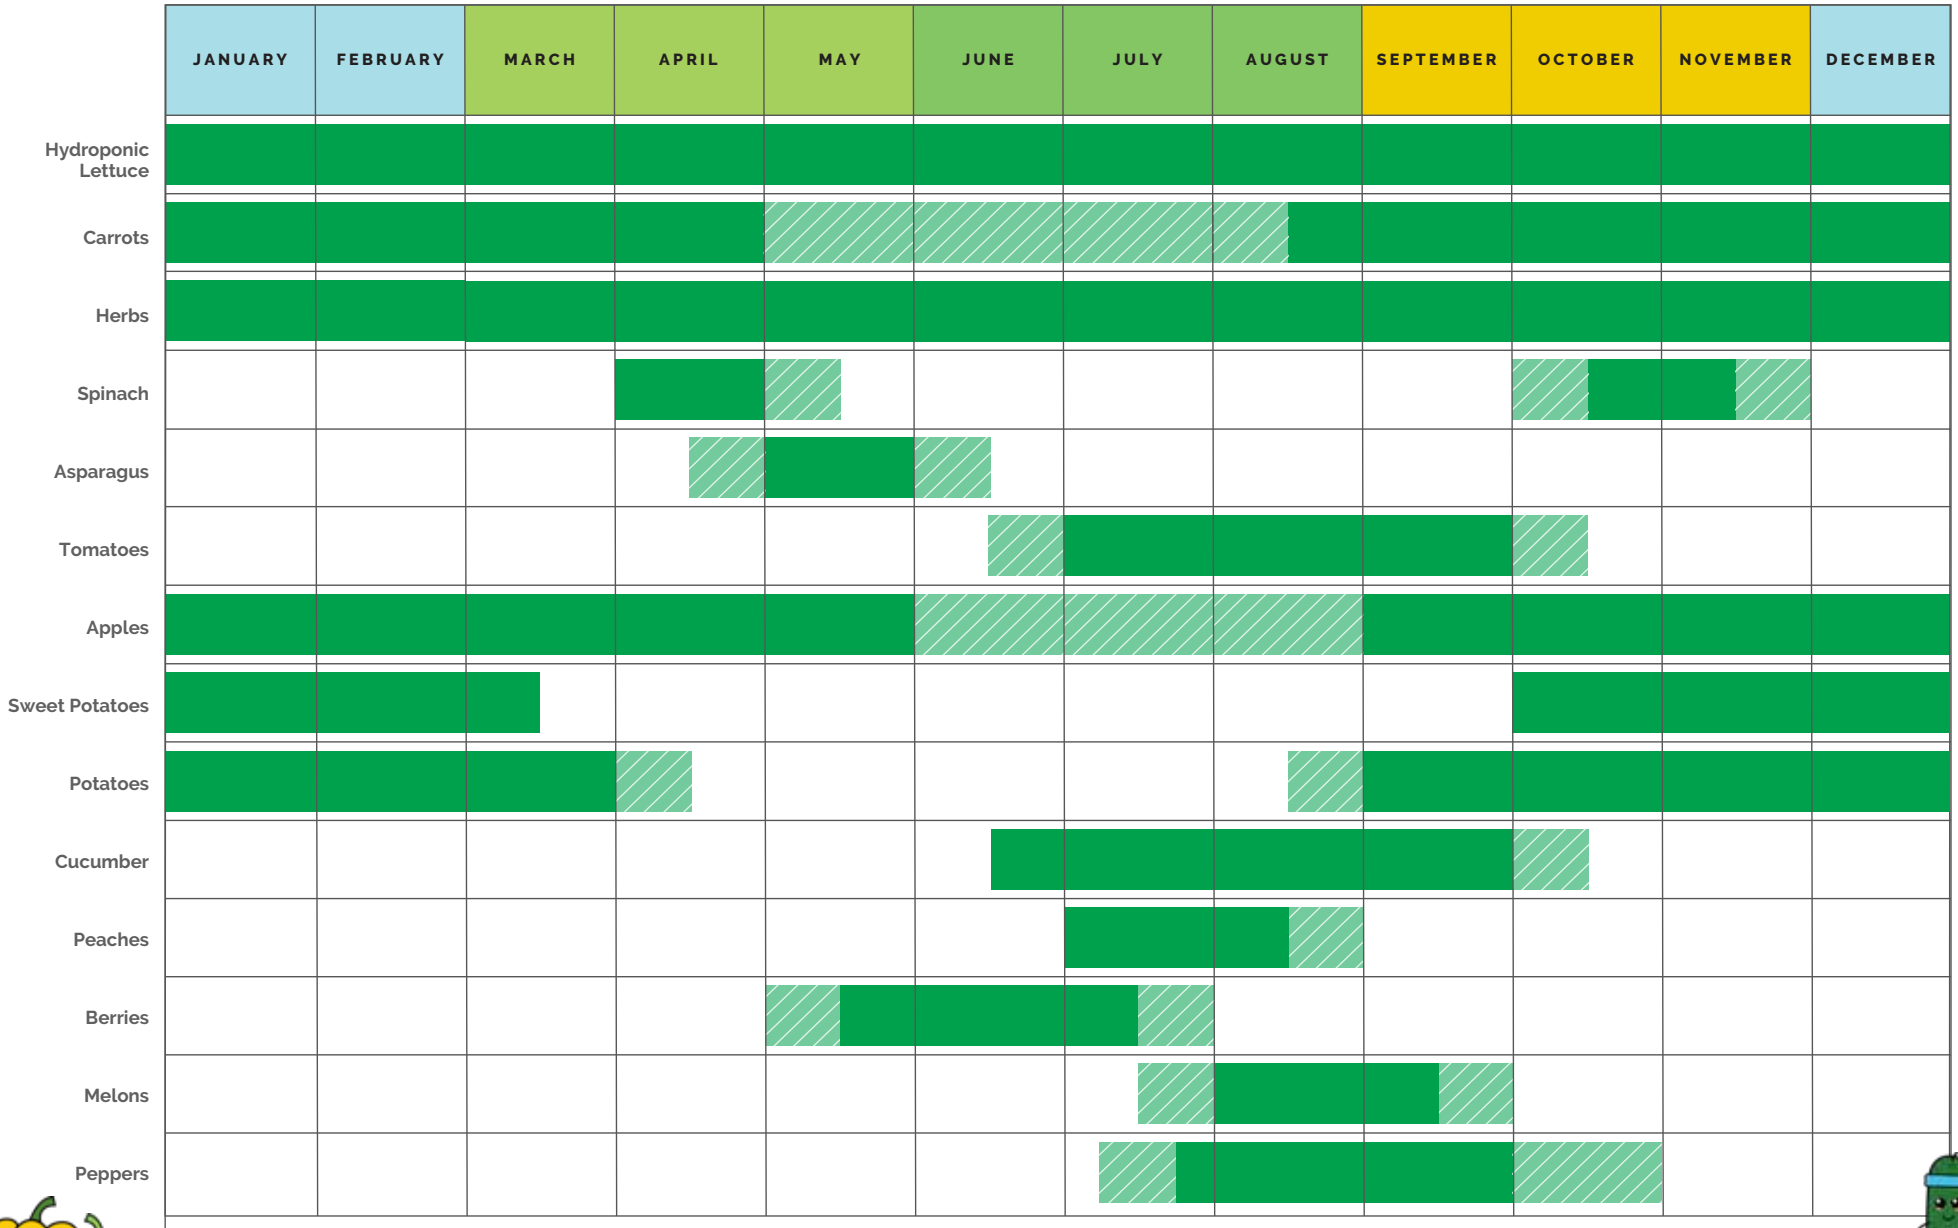 JANUARY FEBRUARY MARCH APRIL MAY JUNE JULY AUGUST SEPTEMBER OCTOBER NOVEMBER DECEMBER
Hydroponic
Lettuce
Carrots
Herbs
Spinach
Asparagus
Tomatoes
Apples
Sweet Potatoes
Potatoes
Cucumber
Peaches
Berries
Melons
Peppers